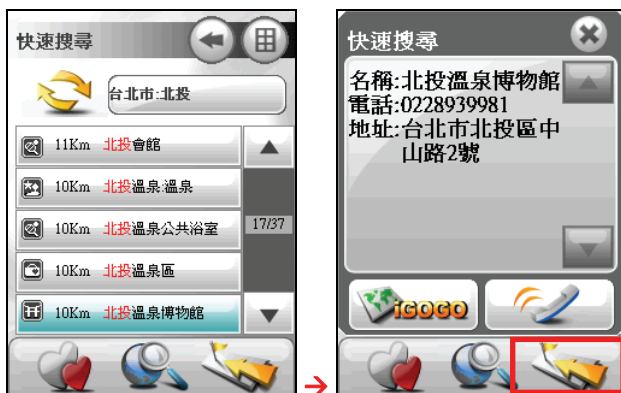 快速搜尋
台北市:北投
11Km 北投會館
10Km 北投溫泉:溫泉
10Km 北投溫泉公共浴室
17/37
10Km 北投溫泉區
10Km 北投溫泉博物館
→
快速搜尋
名稱:北投溫泉博物館
電話:0228939981
地址:台北市北投區中
山路2號
iGOGO